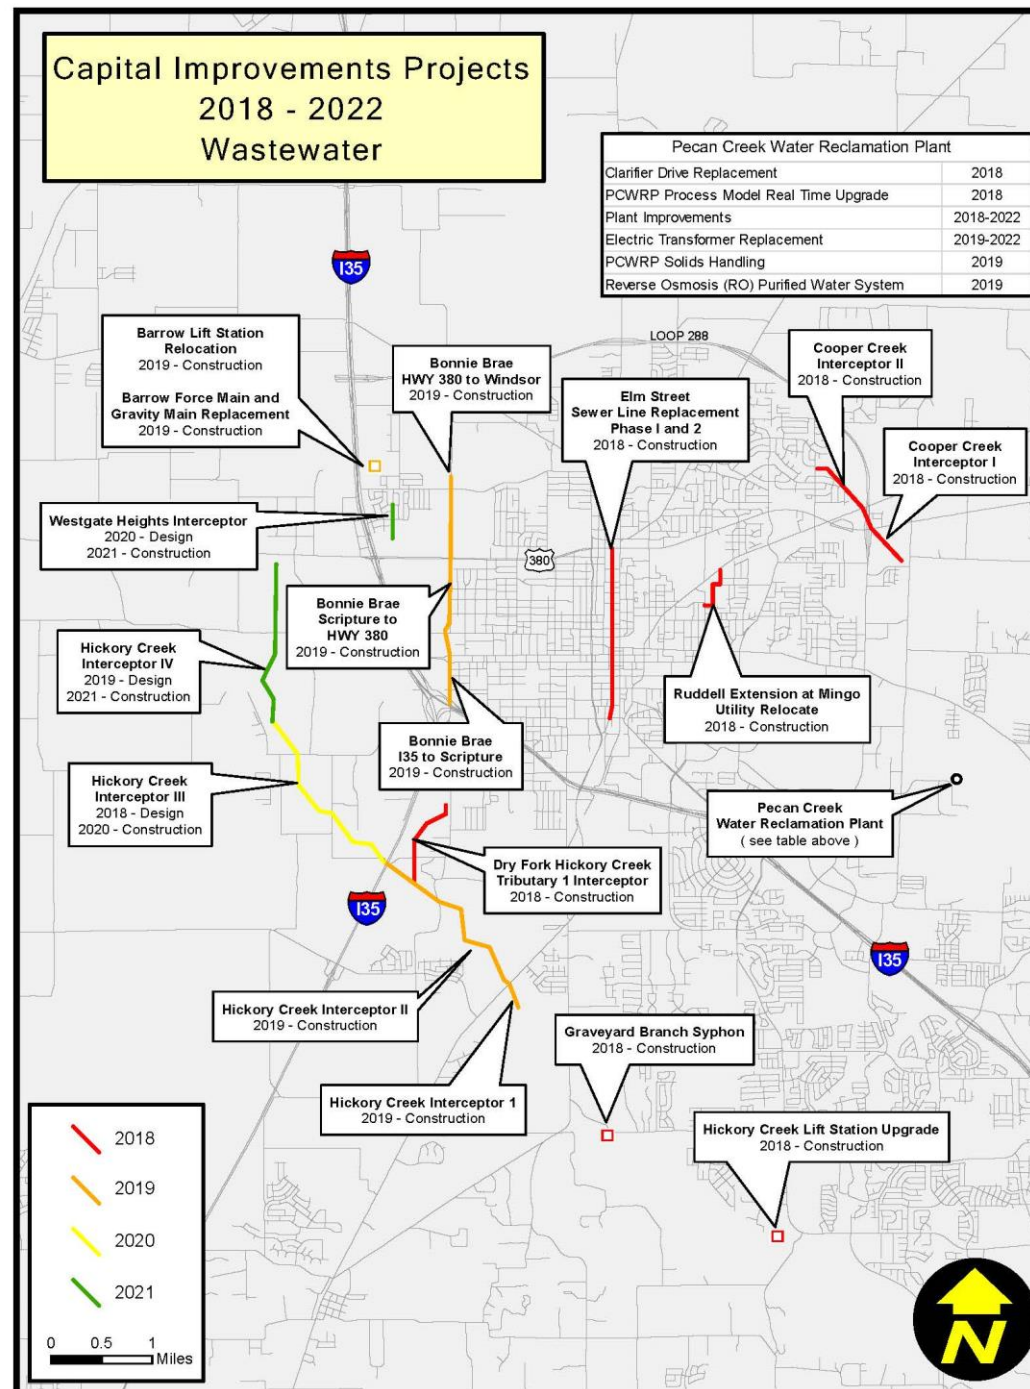 Capital Improvements Projects
2018 - 2022
Wastewater
Pecan Creek Water Reclamation Plant
Clarifier Drive Replacement 2018
PCWRP Process Model Real Time Upgrade 2018
Plant Improvements 2018-2022
Electric Transformer Replacement 2019-2022
PCWRP Solids Handling 2019
Reverse Osmosis (RO) Purified Water System 2019
I35
LOOP 288
Barrow Lift Station
Relocation
2019 - Construction
Barrow Force Main and
Gravity Main Replacement
2019 - Construction
Bonnie Brae
HWY 380 to Windsor
2019 - Construction
Elm Street
Sewer Line Replacement
Phase I and 2
2018 - Construction
Cooper Creek
Interceptor II
2018 - Construction
Cooper Creek
Interceptor I
2018 - Construction
Westgate Heights Interceptor
2020 - Design
2021 - Construction
380
Bonnie Brae
Scripture to
HWY 380
2019 - Construction
Hickory Creek
Interceptor IV
2019 - Design
2021 - Construction
Ruddell Extension at Mingo
Utility Relocate
2018 - Construction
Bonnie Brae
I35 to Scripture
2019 - Construction
Hickory Creek
Interceptor III
2018 - Design
2020 - Construction
Pecan Creek
Water Reclamation Plant
( see table above )
Dry Fork Hickory Creek
Tributary 1 Interceptor
2018 - Construction
I35
I35
Hickory Creek Interceptor II
2019 - Construction
Graveyard Branch Syphon
2018 - Construction
Hickory Creek Interceptor 1
2019 - Construction
Hickory Creek Lift Station Upgrade
2018 - Construction
2018
2019
2020
2021
0 0.5 1
Miles
N